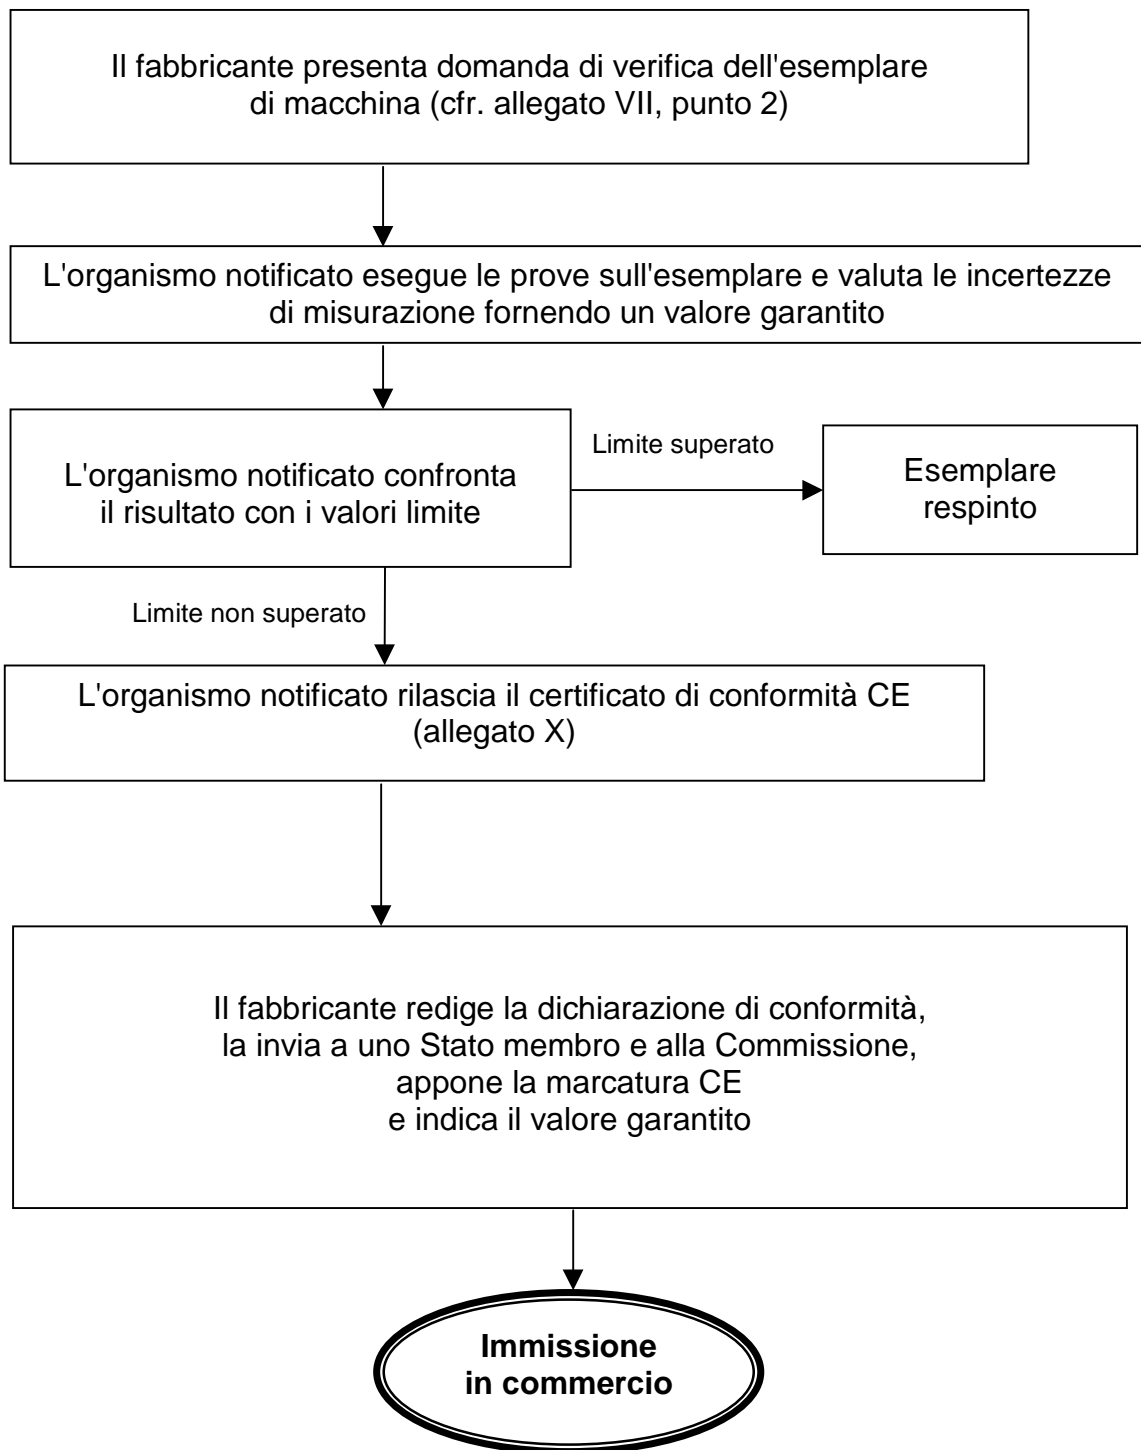 Il fabbricante presenta domanda di verifica dell'esemplare
di macchina (cfr. allegato VII, punto 2)
L'organismo notificato esegue le prove sull'esemplare e valuta le incertezze
di misurazione fornendo un valore garantito
L'organismo notificato confronta
il risultato con i valori limite
Limite superato
Esemplare
respinto
Limite non superato
L'organismo notificato rilascia il certificato di conformità CE
(allegato X)
Il fabbricante redige la dichiarazione di conformità,
la invia a uno Stato membro e alla Commissione,
appone la marcatura CE
e indica il valore garantito
Immissione
in commercio